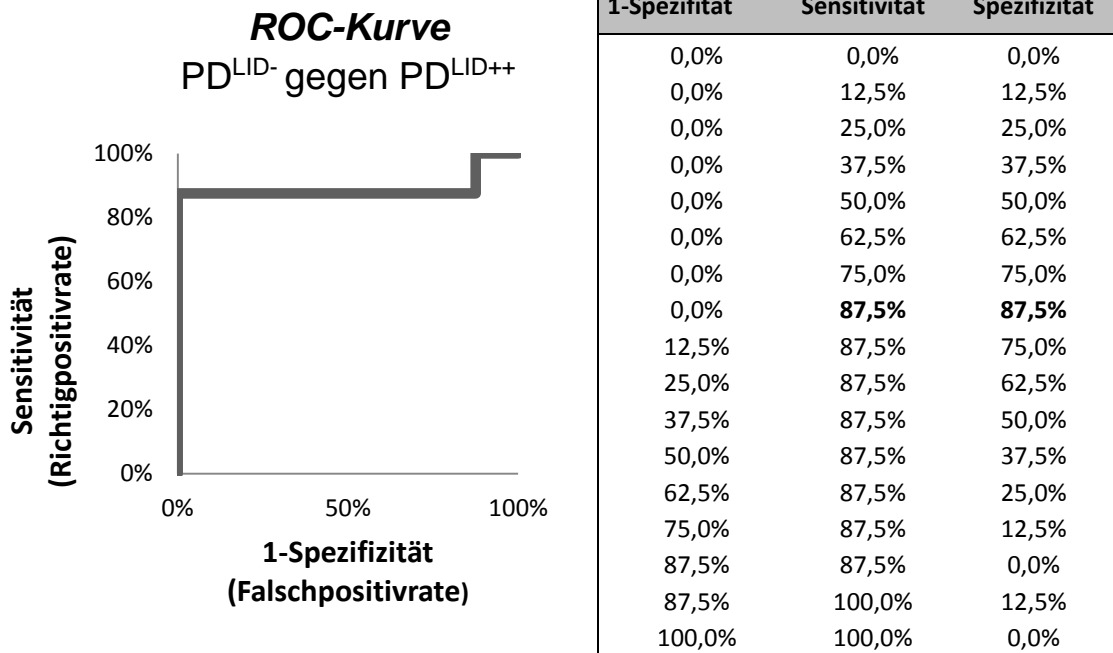 ROC-Kurve
PD^LID- gegen PD^LID++
100%
80%
60%
40%
20%
0%
0% 50% 100%
Sensitivität
(Richtigpositivrate)
1-Spezifizität
(Falschpositivrate)
1-Spezifität Sensitivität Spezifizität
0,0% 0,0% 0,0%
0,0% 12,5% 12,5%
0,0% 25,0% 25,0%
0,0% 37,5% 37,5%
0,0% 50,0% 50,0%
0,0% 62,5% 62,5%
0,0% 75,0% 75,0%
0,0% 87,5% 87,5%
12,5% 87,5% 75,0%
25,0% 87,5% 62,5%
37,5% 87,5% 50,0%
50,0% 87,5% 37,5%
62,5% 87,5% 25,0%
75,0% 87,5% 12,5%
87,5% 87,5% 0,0%
87,5% 100,0% 12,5%
100,0% 100,0% 0,0%